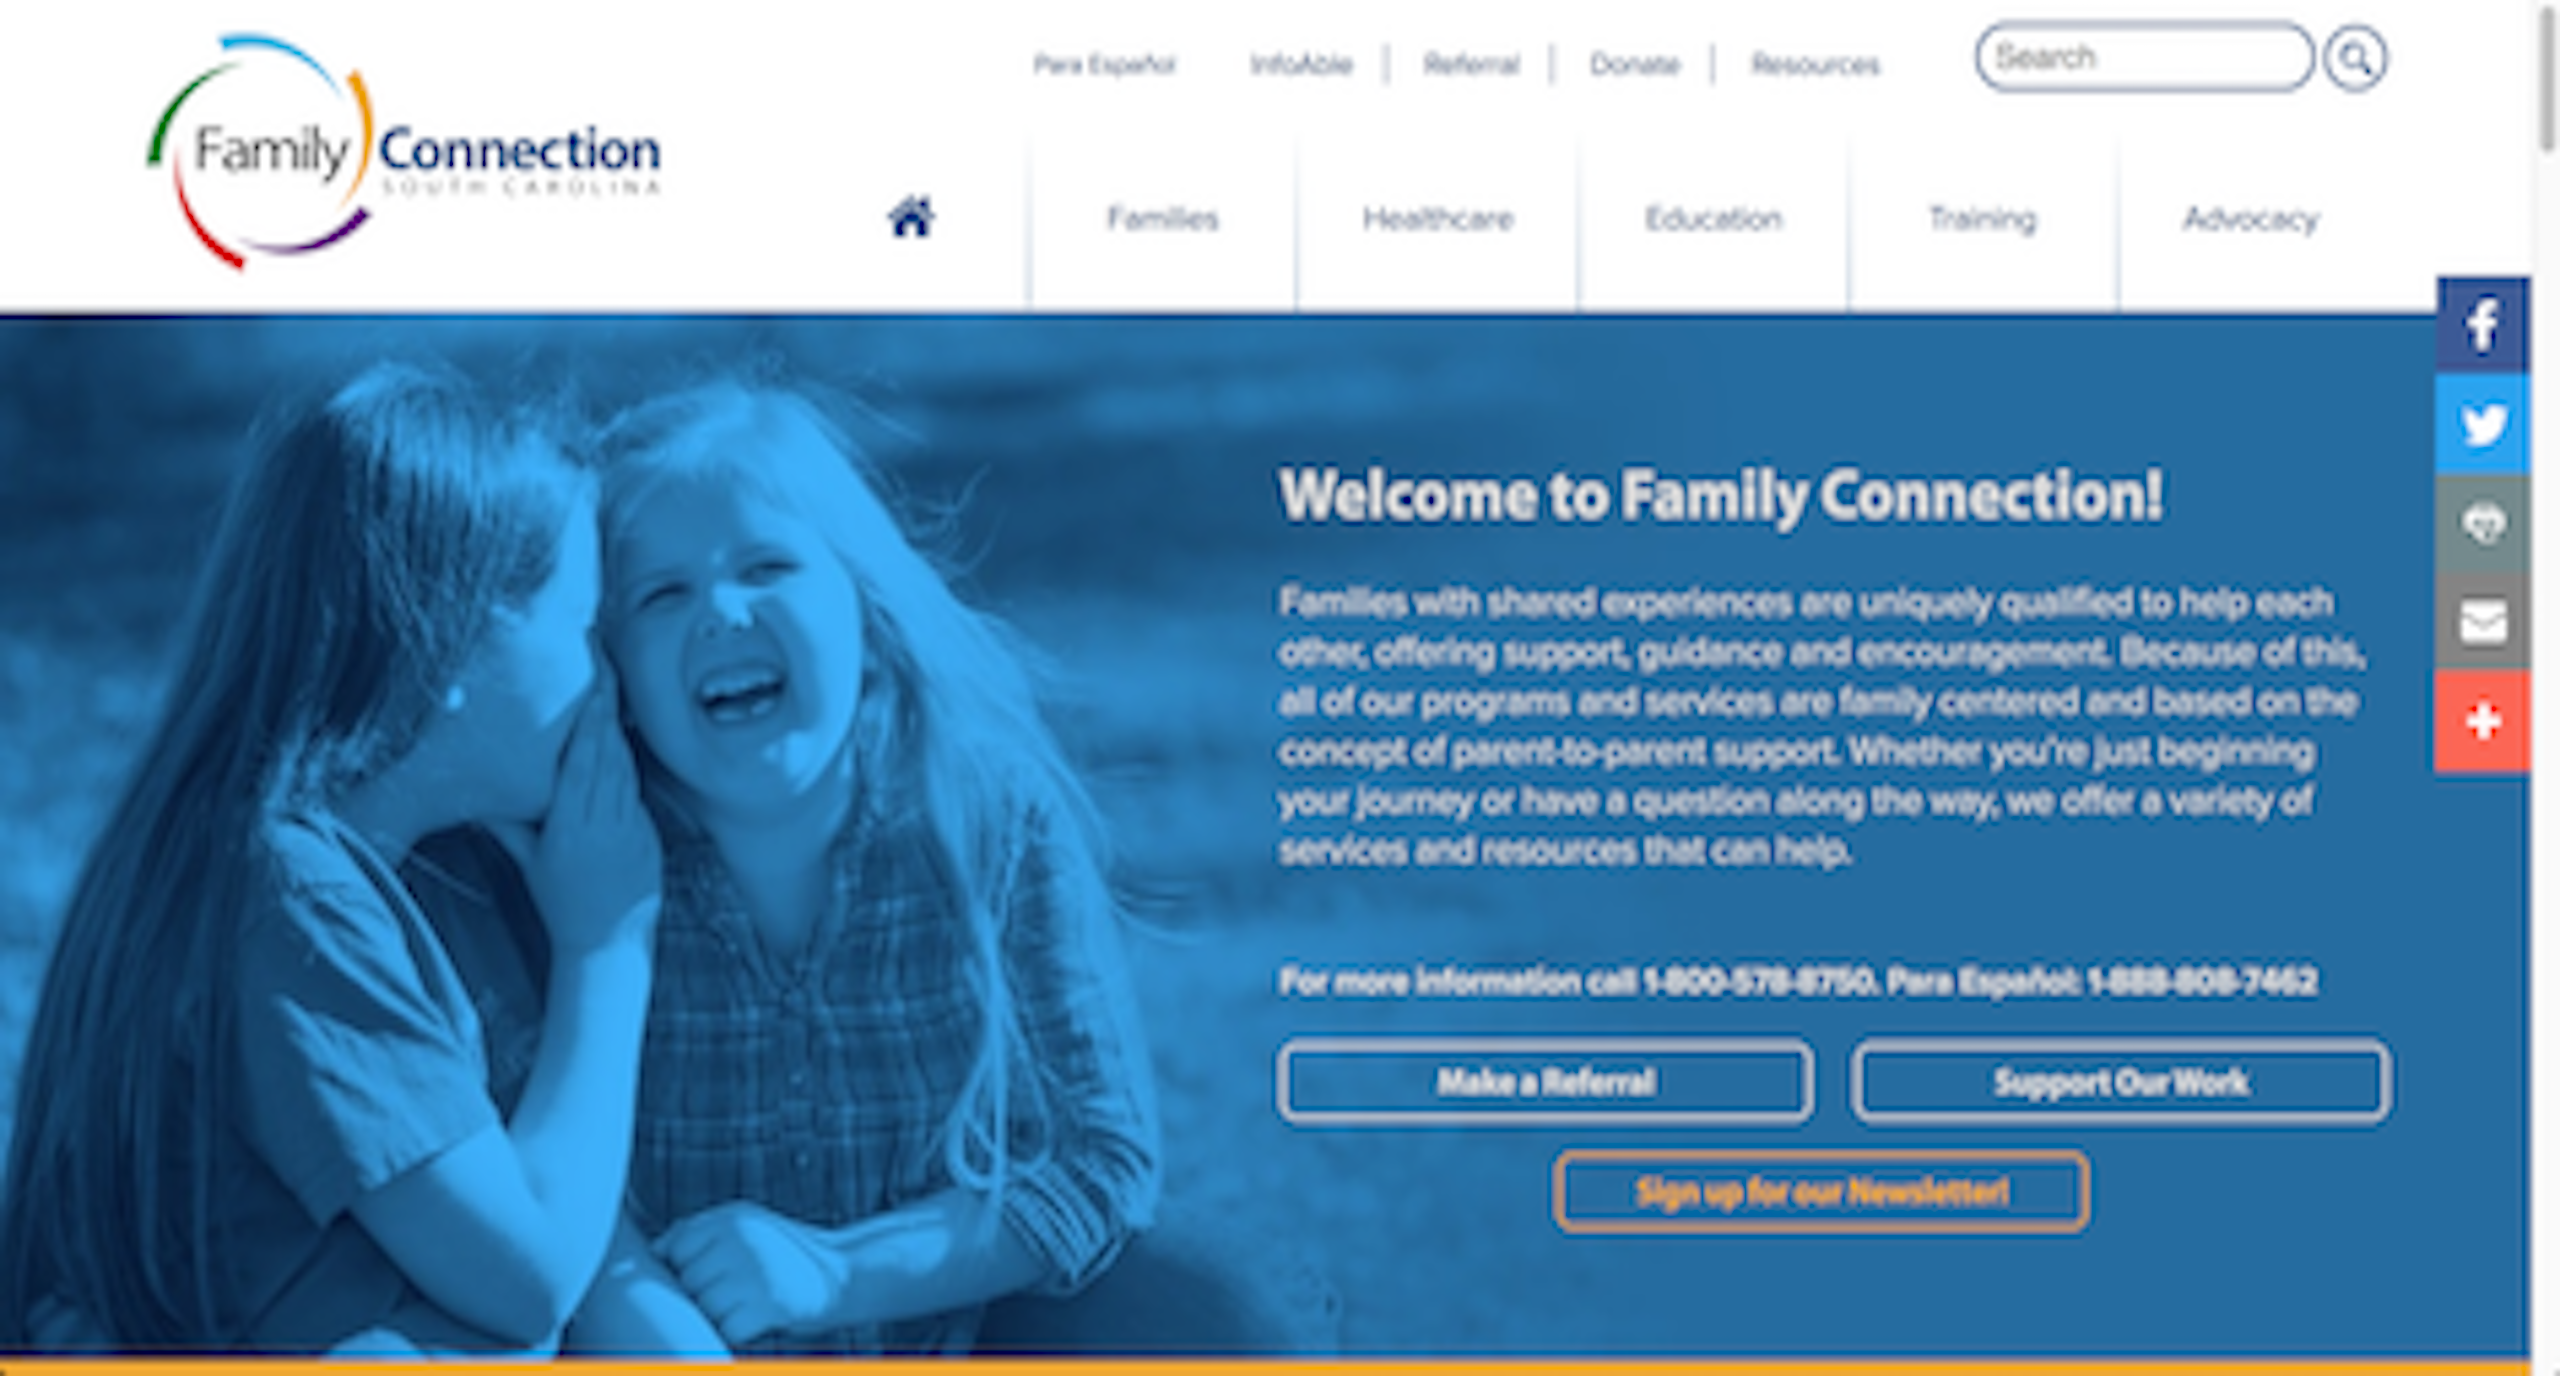 Para Español InfoAble Referral Donate Resources Search
Family Connection
SOUTH CAROLINA
Families Healthcare Education Training Advocacy
Welcome to Family Connection!
Families with shared experiences are uniquely qualified to help each
other, offering support, guidance and encouragement. Because of this,
all of our programs and services are family centered and based on the
concept of parent-to-parent support. Whether you're just beginning
your journey or have a question along the way, we offer a variety of
services and resources that can help.
For more information call 1-800-578-8750. Para Español: 1-888-808-7462
Make a Referral Support Our Work
Sign up for our Newsletter!